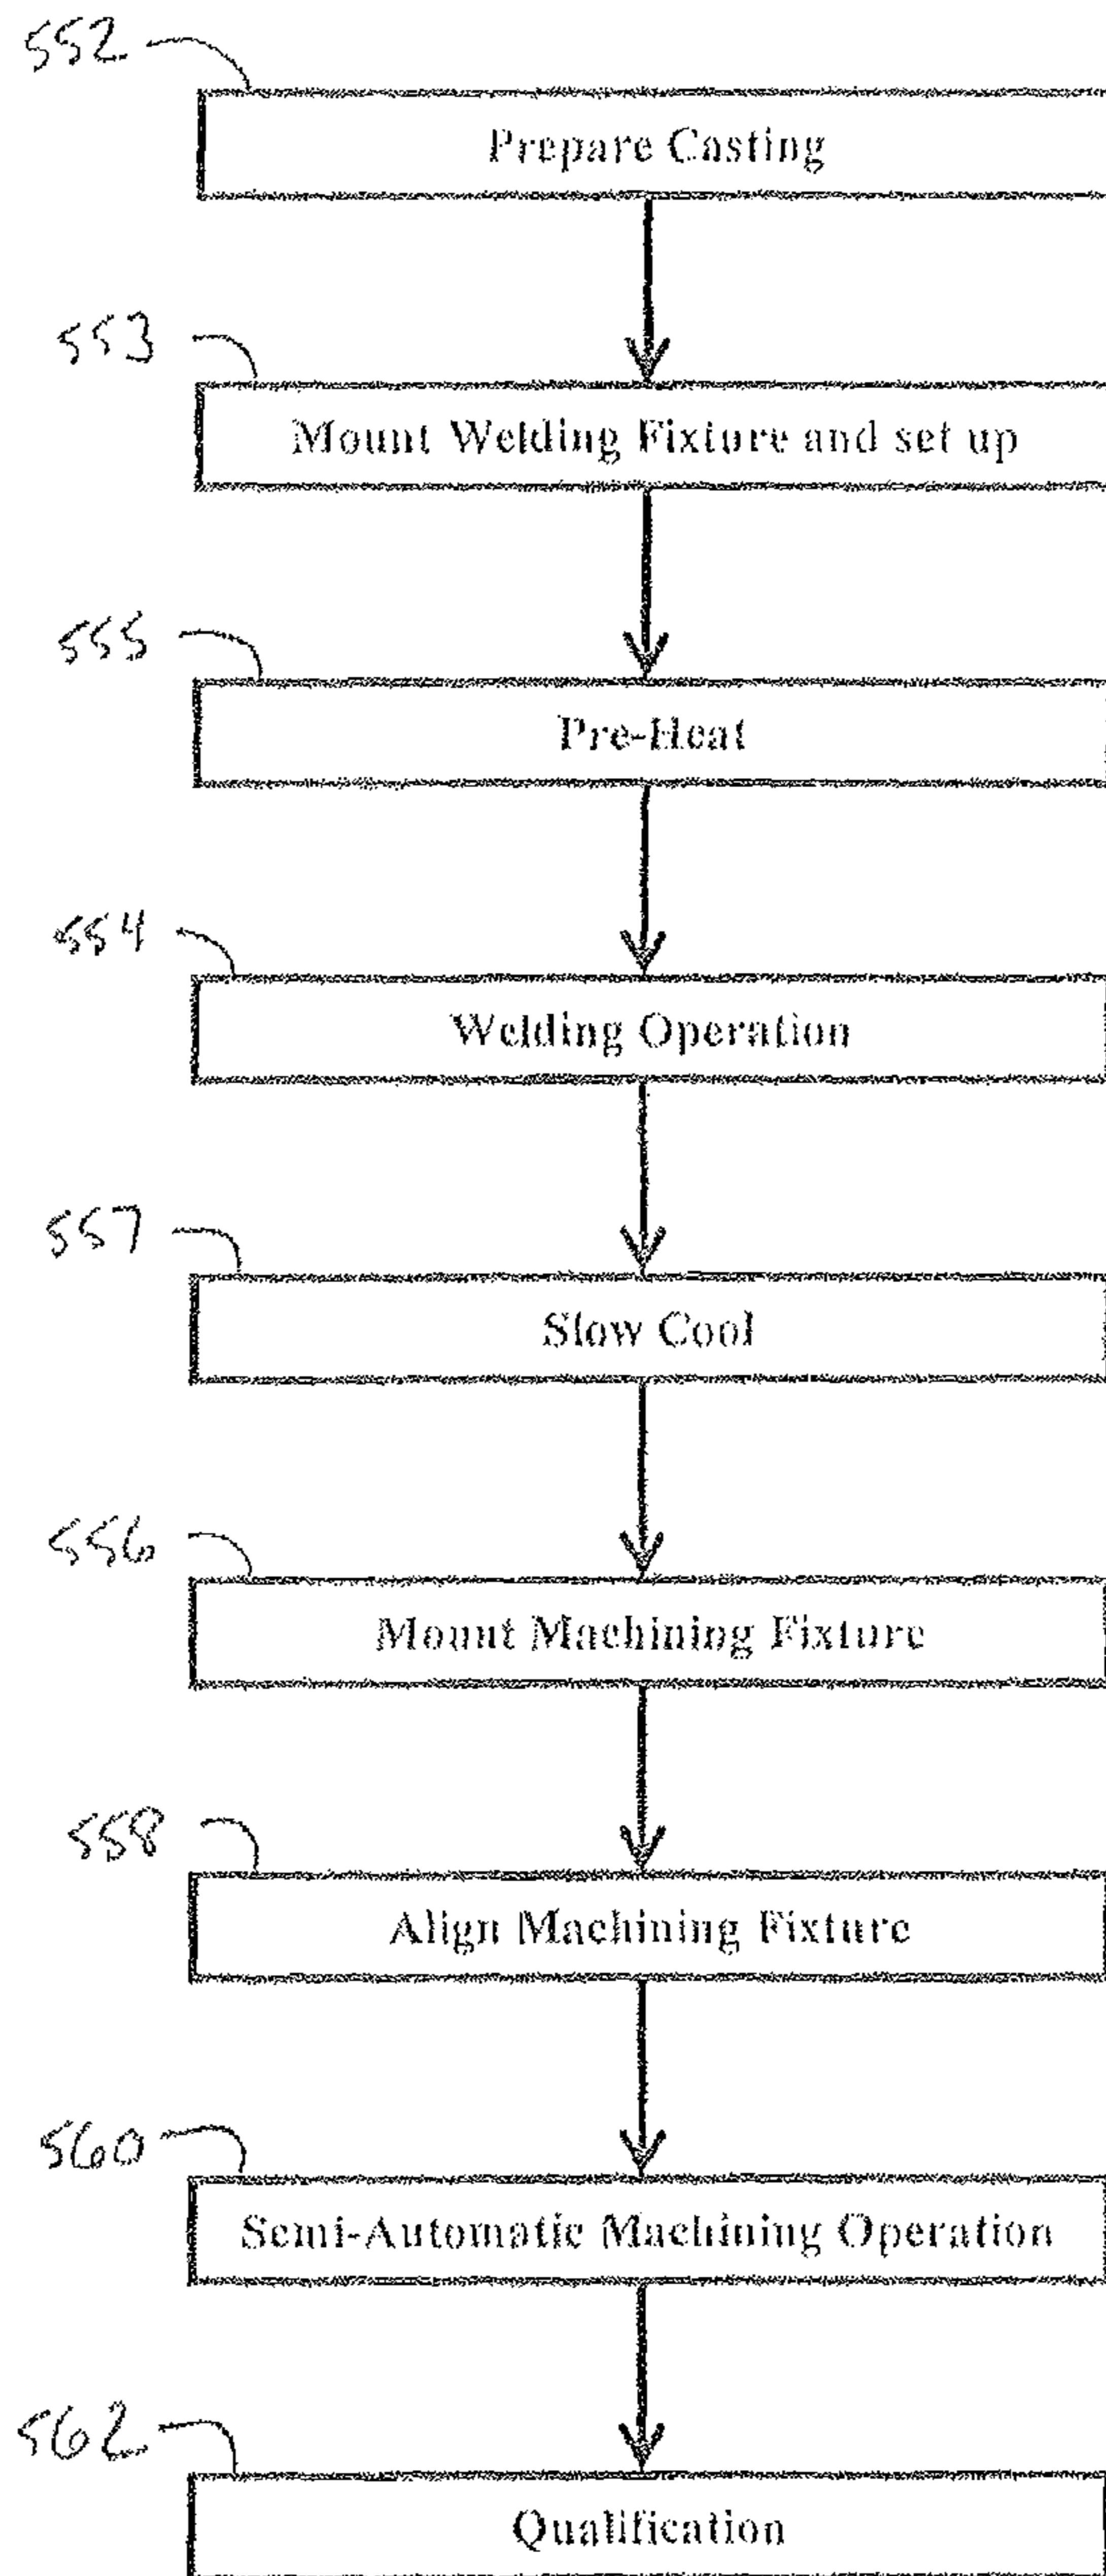 552
Prepare Casting
553
Mount Welding Fixture and set up
555
Pre-Heat
554
Welding Operation
557
Slow Cool
556
Mount Machining Fixture
558
Align Machining Fixture
560
Semi-Automatic Machining Operation
562
Qualification